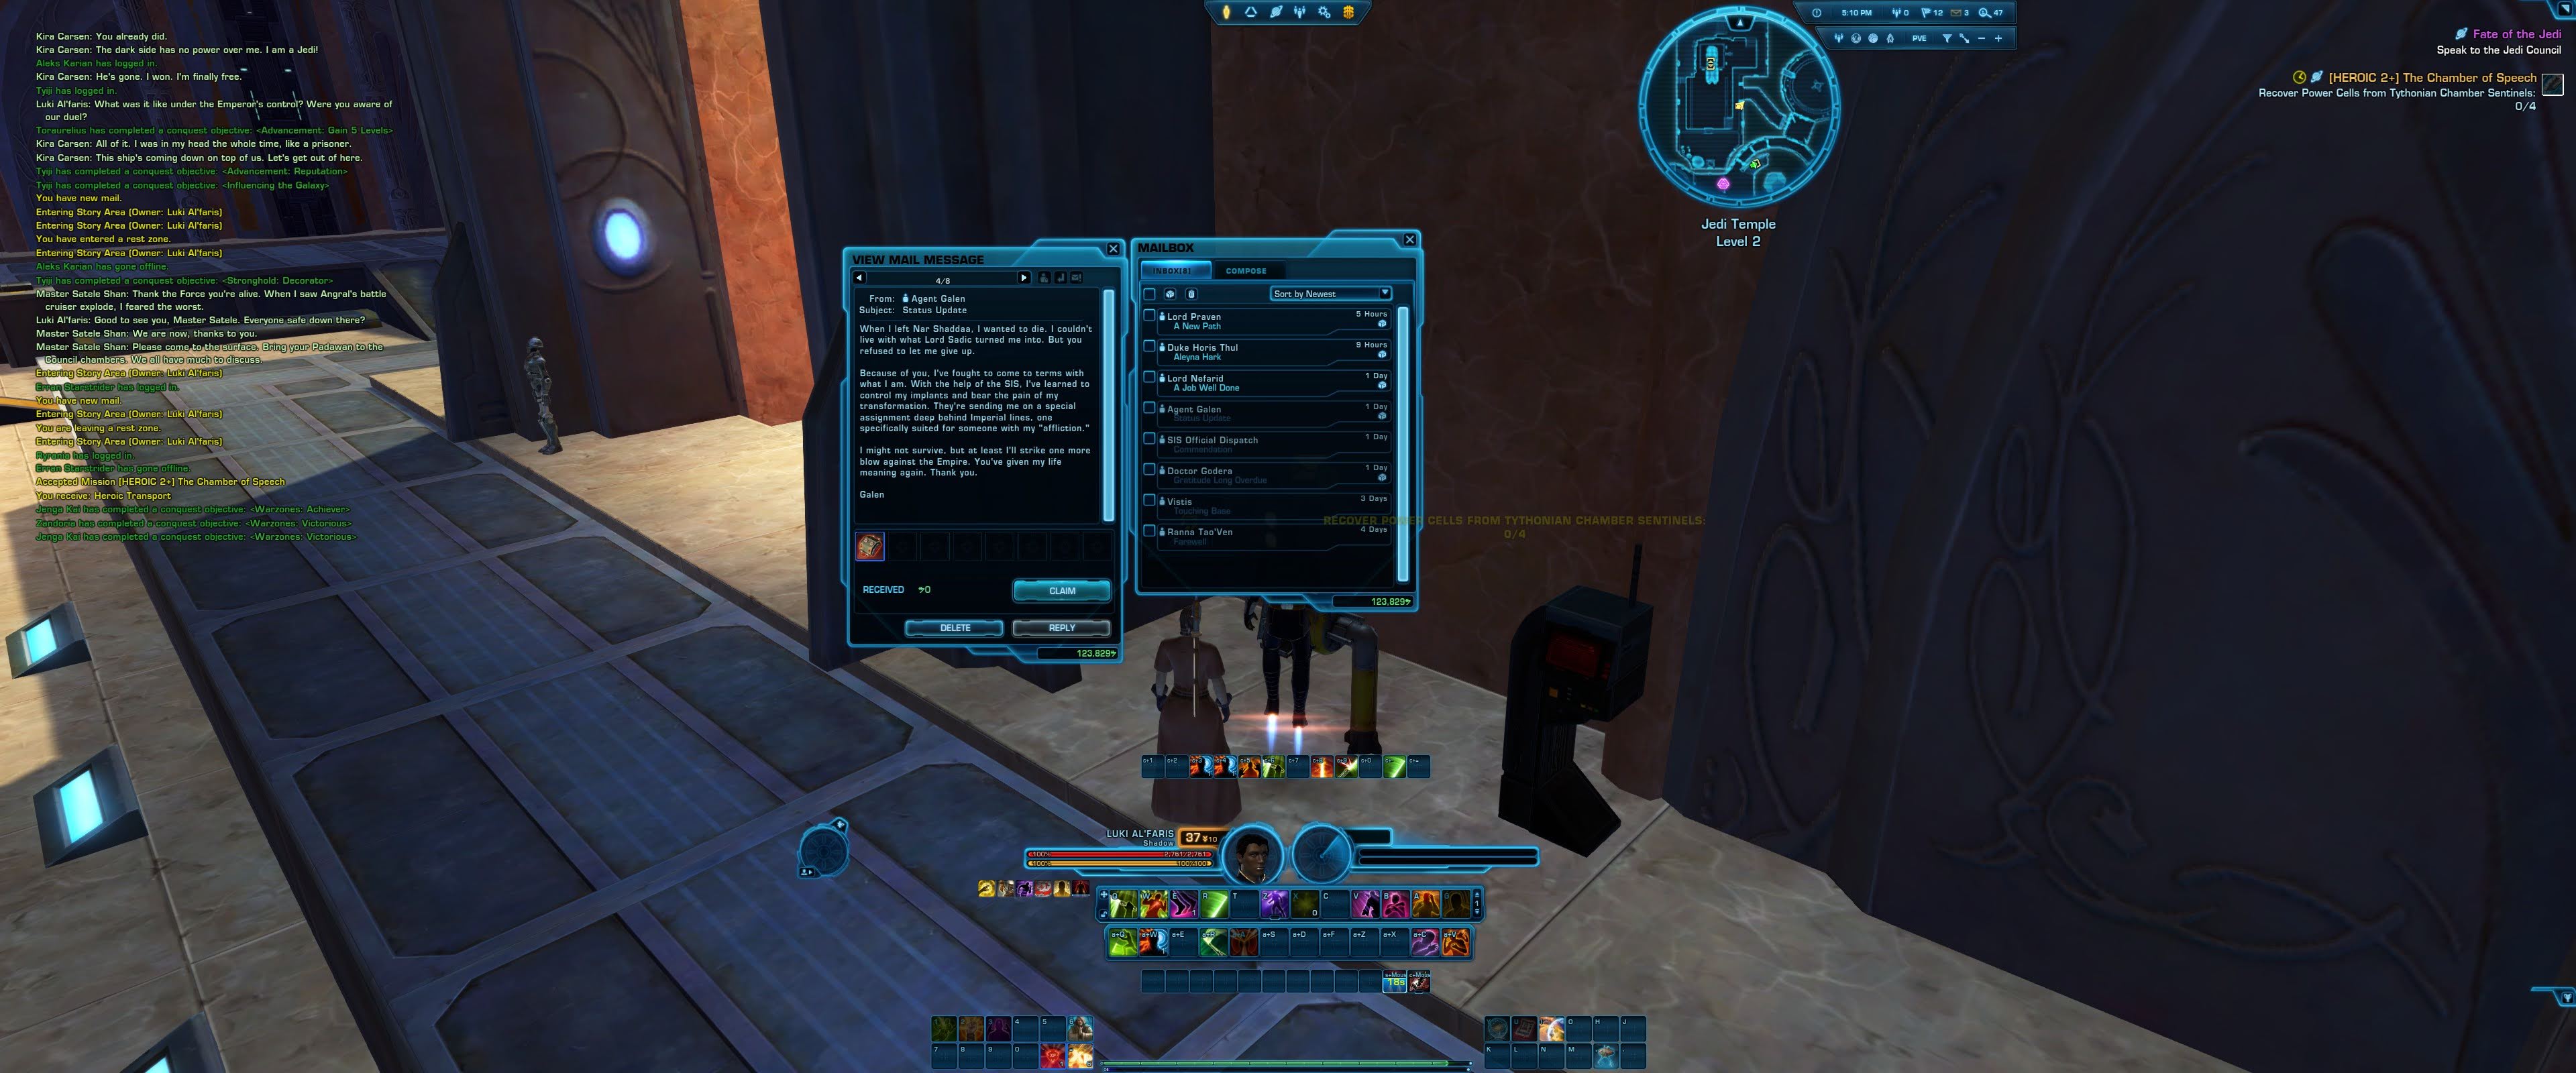 Kira Carsen: You already did.
Kira Carsen: The dark side has no power over me. I am a Jedi!
Aleks Karian has logged in.
Kira Carsen: He's gone. I won. I'm finally free.
Tyiji has logged in.
Luki Al'faris: What was it like under the Emperor's control? Were you aware of
our duel?
Toraurelius has completed a conquest objective: <Advancement: Gain 5 Levels>
Kira Carsen: All of it. I was in my head the whole time, like a prisoner.
Kira Carsen: This ship's coming down on top of us. Let's get out of here.
Tyiji has completed a conquest objective: <Advancement: Reputation>
Tyiji has completed a conquest objective: <Influencing the Galaxy>
You have new mail.
Entering Story Area (Owner: Luki Al'faris)
Entering Story Area (Owner: Luki Al'faris)
You have entered a rest zone.
Entering Story Area (Owner: Luki Al'faris)
Aleks Karian has gone offline.
Tyiji has completed a conquest objective: <Stronghold: Decorator>
Master Satele Shan: Thank the Force you're alive. When I saw Angral's battle
cruiser explode, I feared the worst.
Luki Al'faris: Good to see you, Master Satele. Everyone safe down there?
Master Satele Shan: We are now, thanks to you.
Master Satele Shan: Please come to the surface. Bring your Padawan to the
Council chambers. We all have much to discuss.
Entering Story Area (Owner: Luki Al'faris)
Erran Starstrider has logged in.
You have new mail.
Entering Story Area (Owner: Luki Al'faris)
You are leaving a rest zone.
Entering Story Area (Owner: Luki Al'faris)
Ryrania has logged in.
Erran Starstrider has gone offline.
Accepted Mission [HEROIC 2+] The Chamber of Speech
You receive: Heroic Transport
Jenga Kai has completed a conquest objective: <Warzones: Achiever>
Zandoria has completed a conquest objective: <Warzones: Victorious>
Jenga Kai has completed a conquest objective: <Warzones: Victorious>
VIEW MAIL MESSAGE
4/8
From: Agent Galen
Subject: Status Update
When I left Nar Shaddaa, I wanted to die. I couldn't
live with what Lord Sadic turned me into. But you
refused to let me give up.
Because of you, I've fought to come to terms with
what I am. With the help of the SIS, I've learned to
control my implants and bear the pain of my
transformation. They're sending me on a special
assignment deep behind Imperial lines, one
specifically suited for someone with my "affliction."
I might not survive, but at least I'll strike one more
blow against the Empire. You've given my life
meaning again. Thank you.
Galen
RECEIVED 0
CLAIM
DELETE REPLY
123,829
MAILBOX
INBOX[8] COMPOSE
Sort by Newest
Lord Praven 5 Hours
A New Path
Duke Horis Thul 9 Hours
Aleyna Hark
Lord Nefarid 1 Day
A Job Well Done
Agent Galen 1 Day
Status Update
SIS Official Dispatch 1 Day
Commendation
Doctor Godera 1 Day
Gratitude Long Overdue
Vistis 3 Days
Touching Base
Ranna Tao'Ven 4 Days
Farewell
123,829
RECOVER POWER CELLS FROM TYTHONIAN CHAMBER SENTINELS:
0/4
5:10 PM 0 12 3 47
PVE
Jedi Temple
Level 2
Fate of the Jedi
Speak to the Jedi Council
[HEROIC 2+] The Chamber of Speech
Recover Power Cells from Tythonian Chamber Sentinels:
0/4
LUKI AL'FARIS 37 10
Shadow
100% 2,761/2,761
100% 100/100